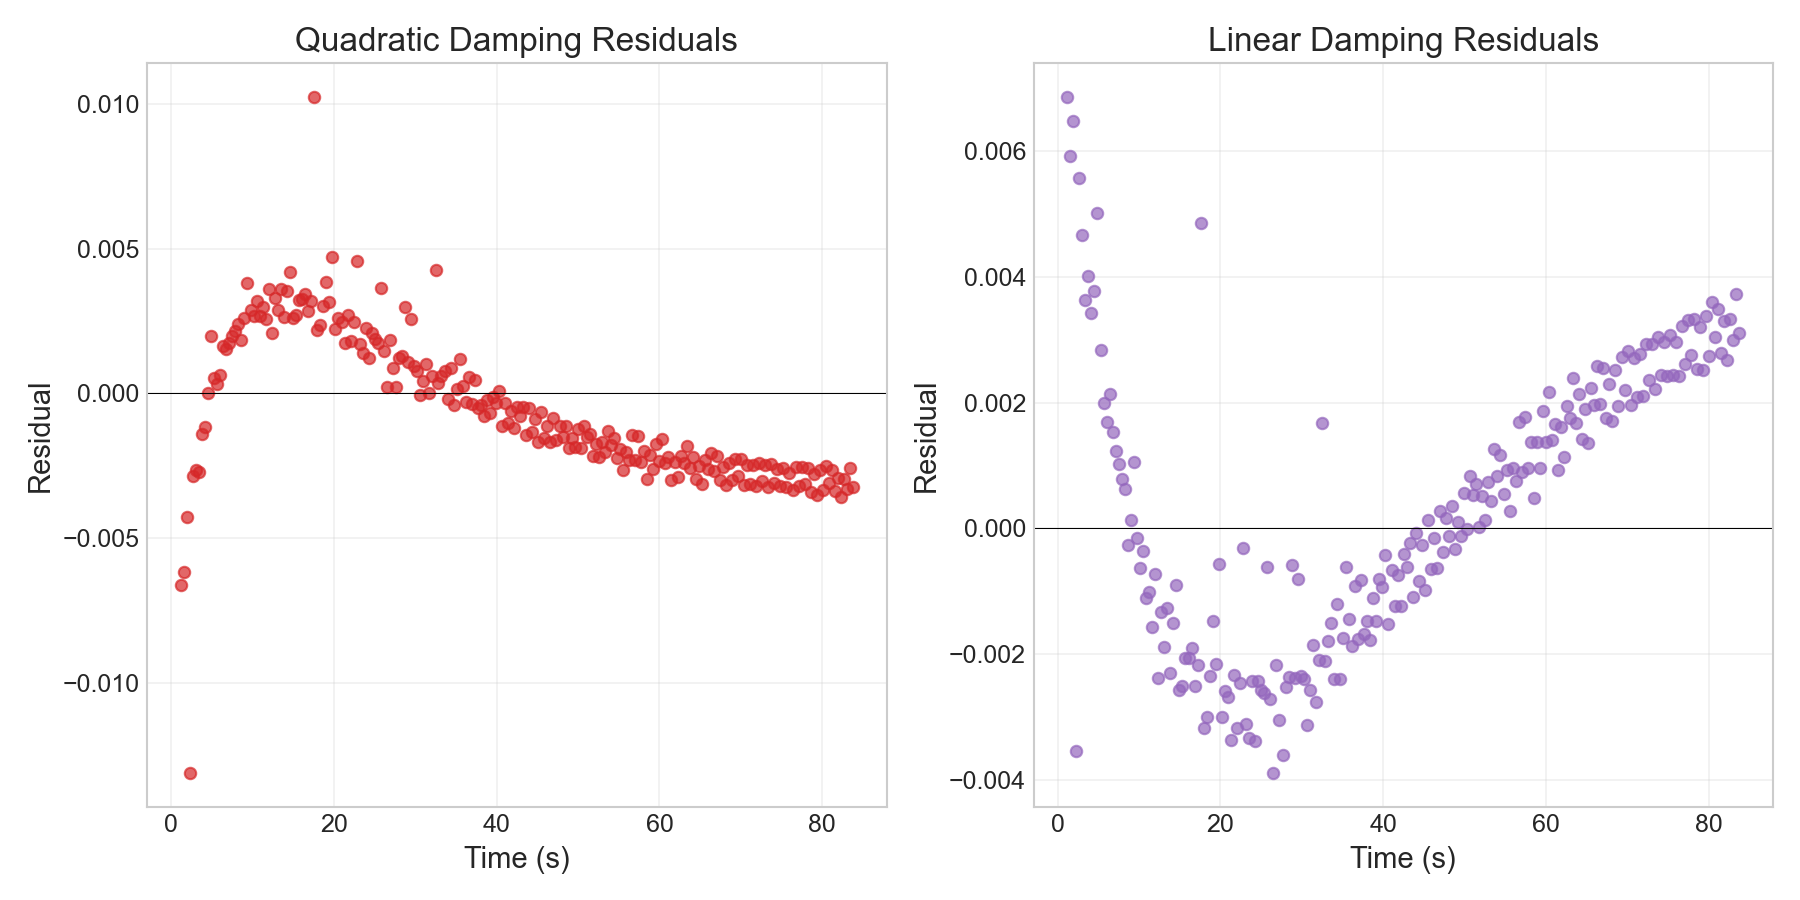 Quadratic Damping Residuals
0.010
0.005
0.000
−0.005
−0.010
Residual
0 20 40 60 80
Time (s)
Linear Damping Residuals
0.006
0.004
0.002
0.000
−0.002
−0.004
Residual
0 20 40 60 80
Time (s)